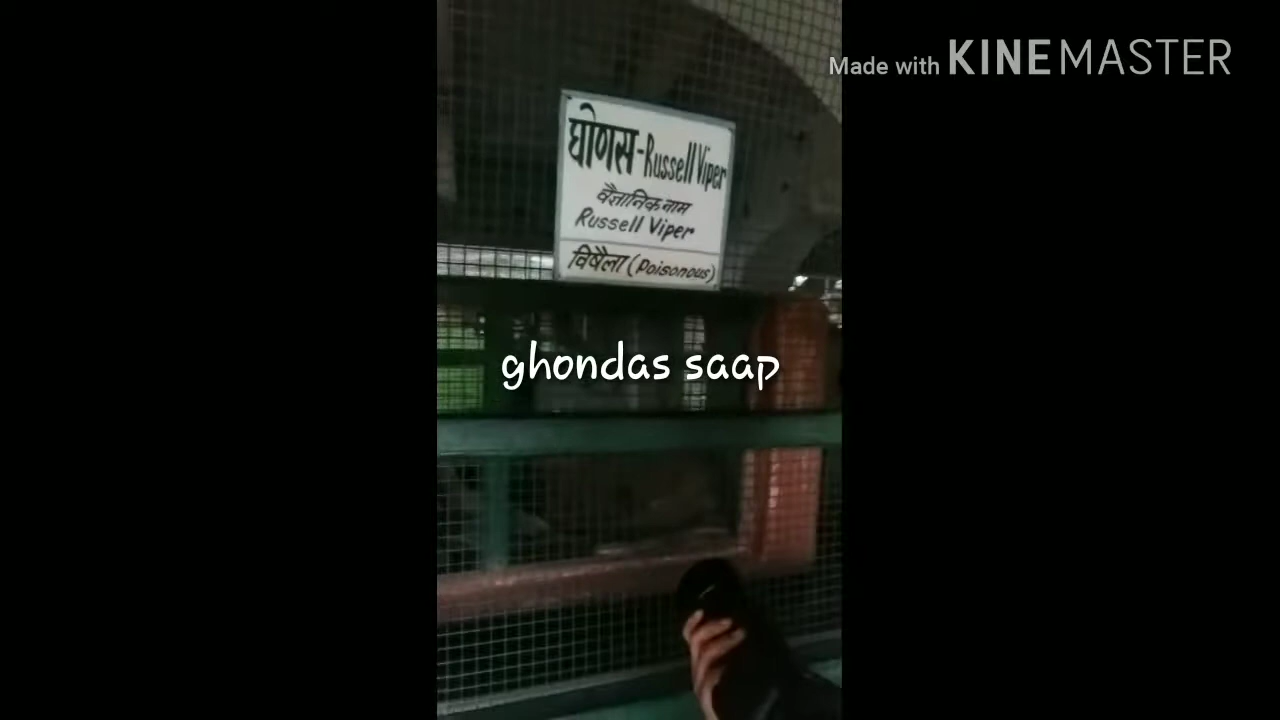 Made with KINEMASTER
घोणस-Russell Viper
वैज्ञानिक नाम
Russell Viper
विषैला (Poisonous)
ghondas saap